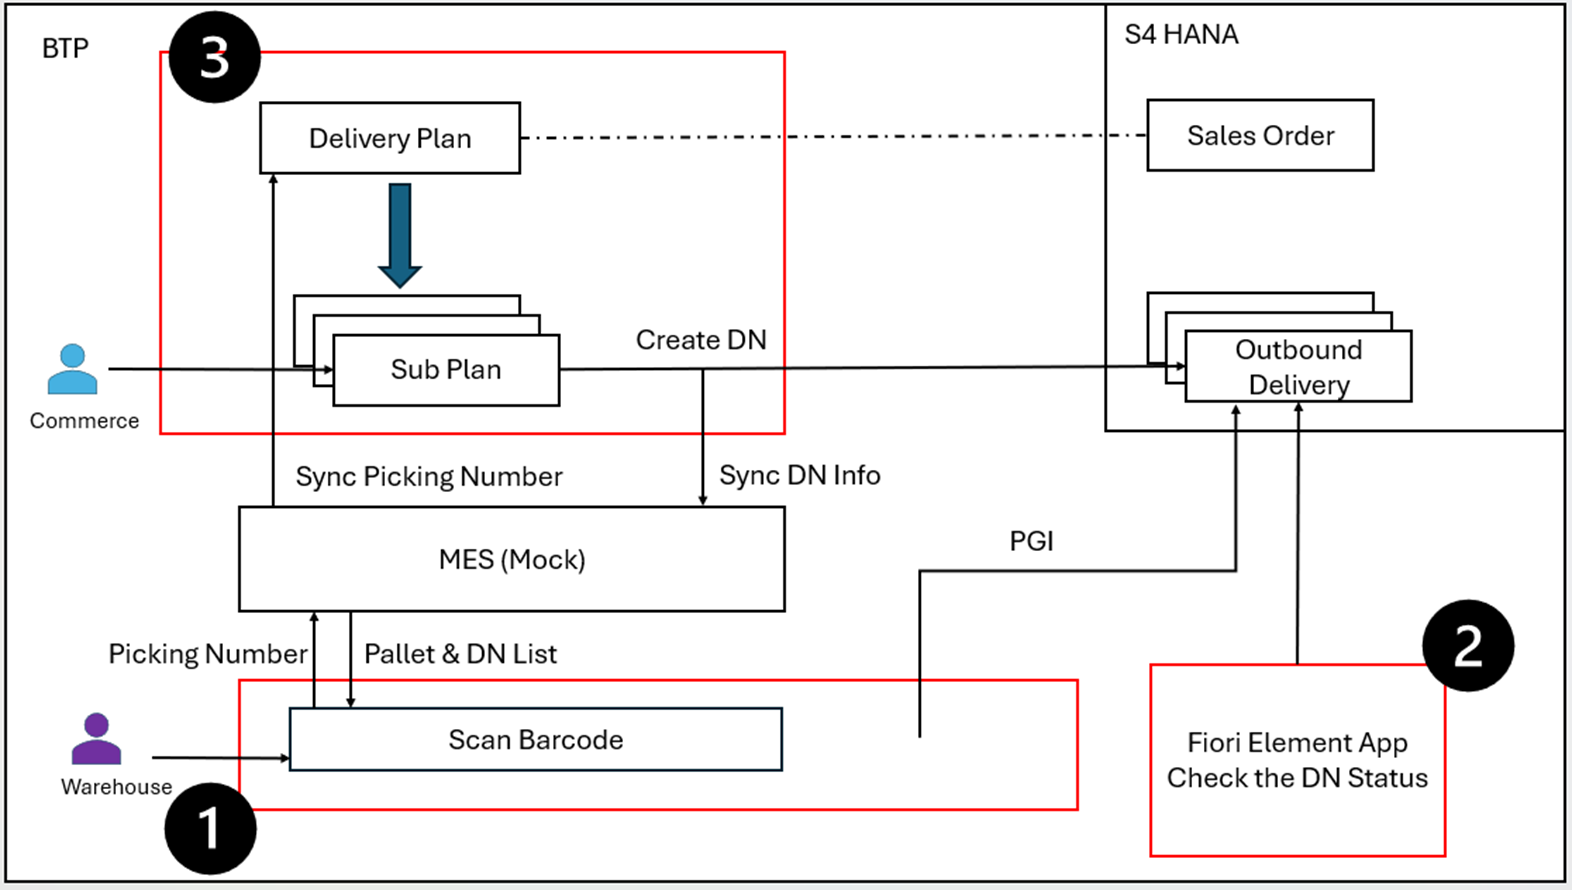 BTP
3
S4 HANA
Delivery Plan
Sales Order
Create DN
Sub Plan
Outbound
Delivery
Commerce
Sync Picking Number
Sync DN Info
MES (Mock)
PGI
Picking Number
Pallet & DN List
2
Scan Barcode
Fiori Element App
Check the DN Status
Warehouse
1